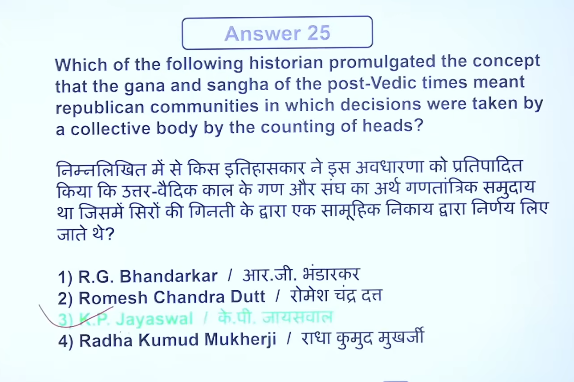 Answer 25
Which of the following historian promulgated the concept
that the gana and sangha of the post-Vedic times meant
republican communities in which decisions were taken by
a collective body by the counting of heads?
निम्नलिखित में से किस इतिहासकार ने इस अवधारणा को प्रतिपादित
किया कि उत्तर-वैदिक काल के गण और संघ का अर्थ गणतांत्रिक समुदाय
था जिसमें सिरों की गिनती के द्वारा एक सामूहिक निकाय द्वारा निर्णय लिए
जाते थे?
1) R.G. Bhandarkar / आर.जी. भंडारकर
2) Romesh Chandra Dutt / रोमेश चंद्र दत्त
3) K.P. Jayaswal / के.पी. जायसवाल
4) Radha Kumud Mukherji / राधा कुमुद मुखर्जी